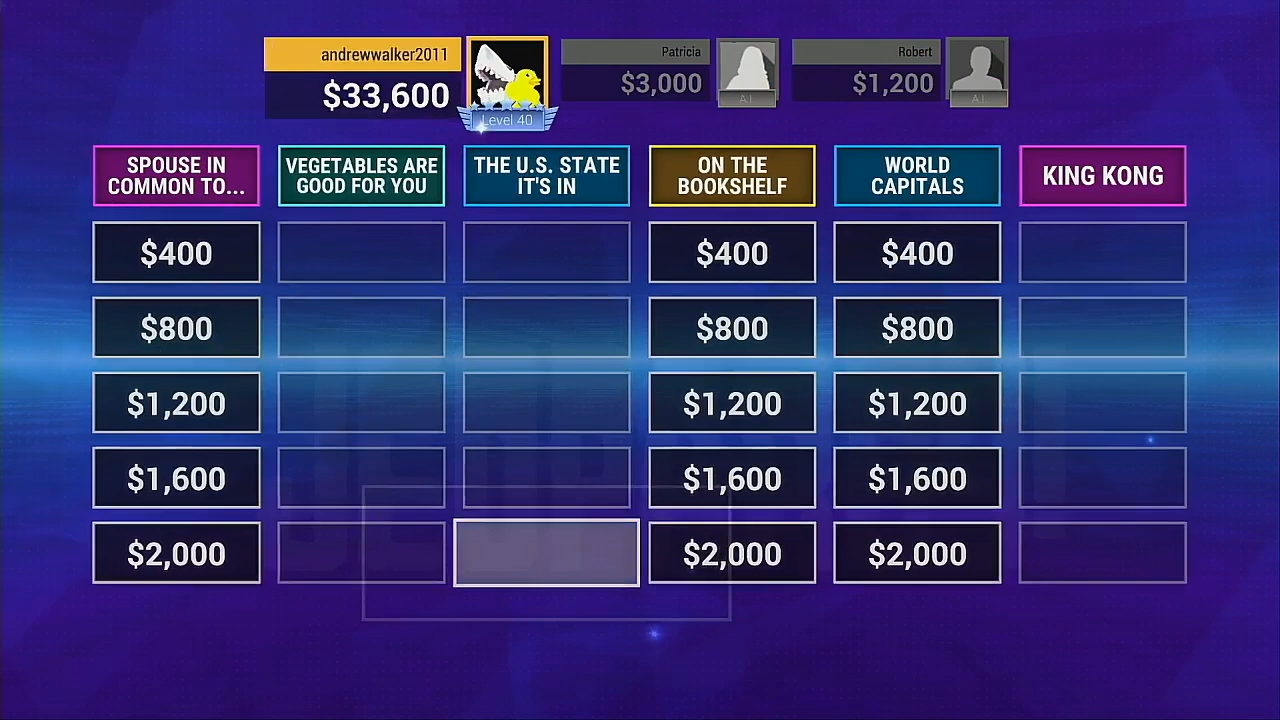 andrewwalker2011
$33,600
Level 40
Patricia
$3,000
A.I.
Robert
$1,200
A.I.
SPOUSE IN
COMMON TO...
VEGETABLES ARE
GOOD FOR YOU
THE U.S. STATE
IT'S IN
ON THE
BOOKSHELF
WORLD
CAPITALS
KING KONG
$400
$400
$400
$800
$800
$800
$1,200
$1,200
$1,200
$1,600
$1,600
$1,600
$2,000
$2,000
$2,000